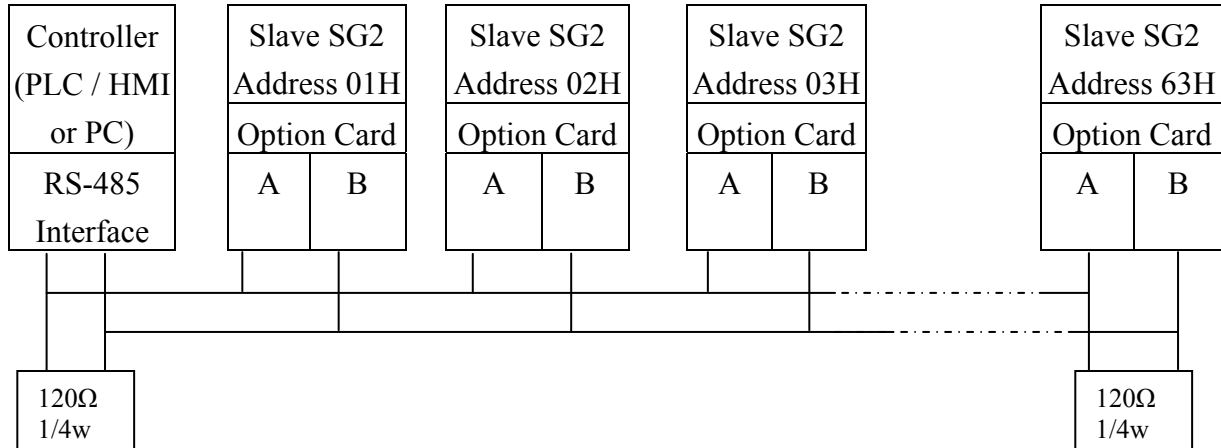 Controller
(PLC / HMI
or PC)
RS-485
Interface
Slave SG2
Address 01H
Option Card
A B
Slave SG2
Address 02H
Option Card
A B
Slave SG2
Address 03H
Option Card
A B
Slave SG2
Address 63H
Option Card
A B
120Ω
1/4w
120Ω
1/4w